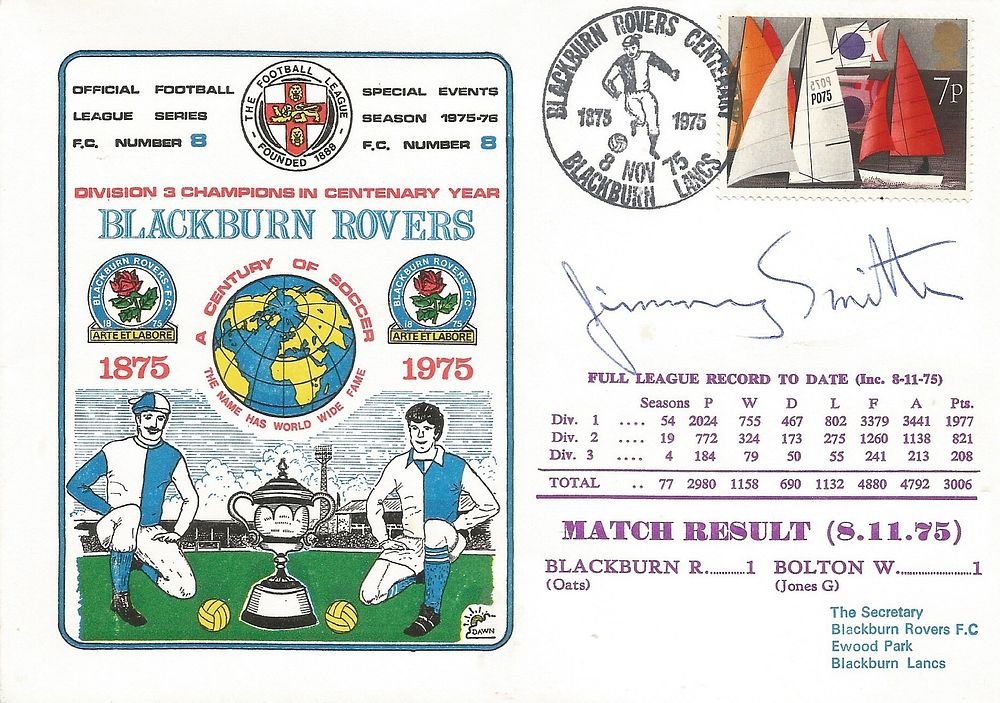 OFFICIAL FOOTBALL
LEAGUE SERIES
F.C. NUMBER 8
THE FOOTBALL LEAGUE
FOUNDED 1888
SPECIAL EVENTS
SEASON 1975-76
F.C. NUMBER 8
DIVISION 3 CHAMPIONS IN CENTENARY YEAR
BLACKBURN ROVERS
BLACKBURN ROVERS F.C.
18 75
ARTE ET LABORE
1875
A CENTURY OF SOCCER
THE NAME HAS WORLD WIDE FAME
BLACKBURN ROVERS F.C.
18 75
ARTE ET LABORE
1975
DAWN
BLACKBURN ROVERS CENTENARY
1875 1975
8 NOV 75
BLACKBURN LANCS
P075
P075
7P
Jimmy Smith
FULL LEAGUE RECORD TO DATE (Inc. 8-11-75)
Seasons P W D L F A Pts.
Div. 1 .... 54 2024 755 467 802 3379 3441 1977
Div. 2 .... 19 772 324 173 275 1260 1138 821
Div. 3 .... 4 184 79 50 55 241 213 208
TOTAL .. 77 2980 1158 690 1132 4880 4792 3006
MATCH RESULT (8.11.75)
BLACKBURN R...........1 BOLTON W......................1
(Oats) (Jones G)
The Secretary
Blackburn Rovers F.C
Ewood Park
Blackburn Lancs